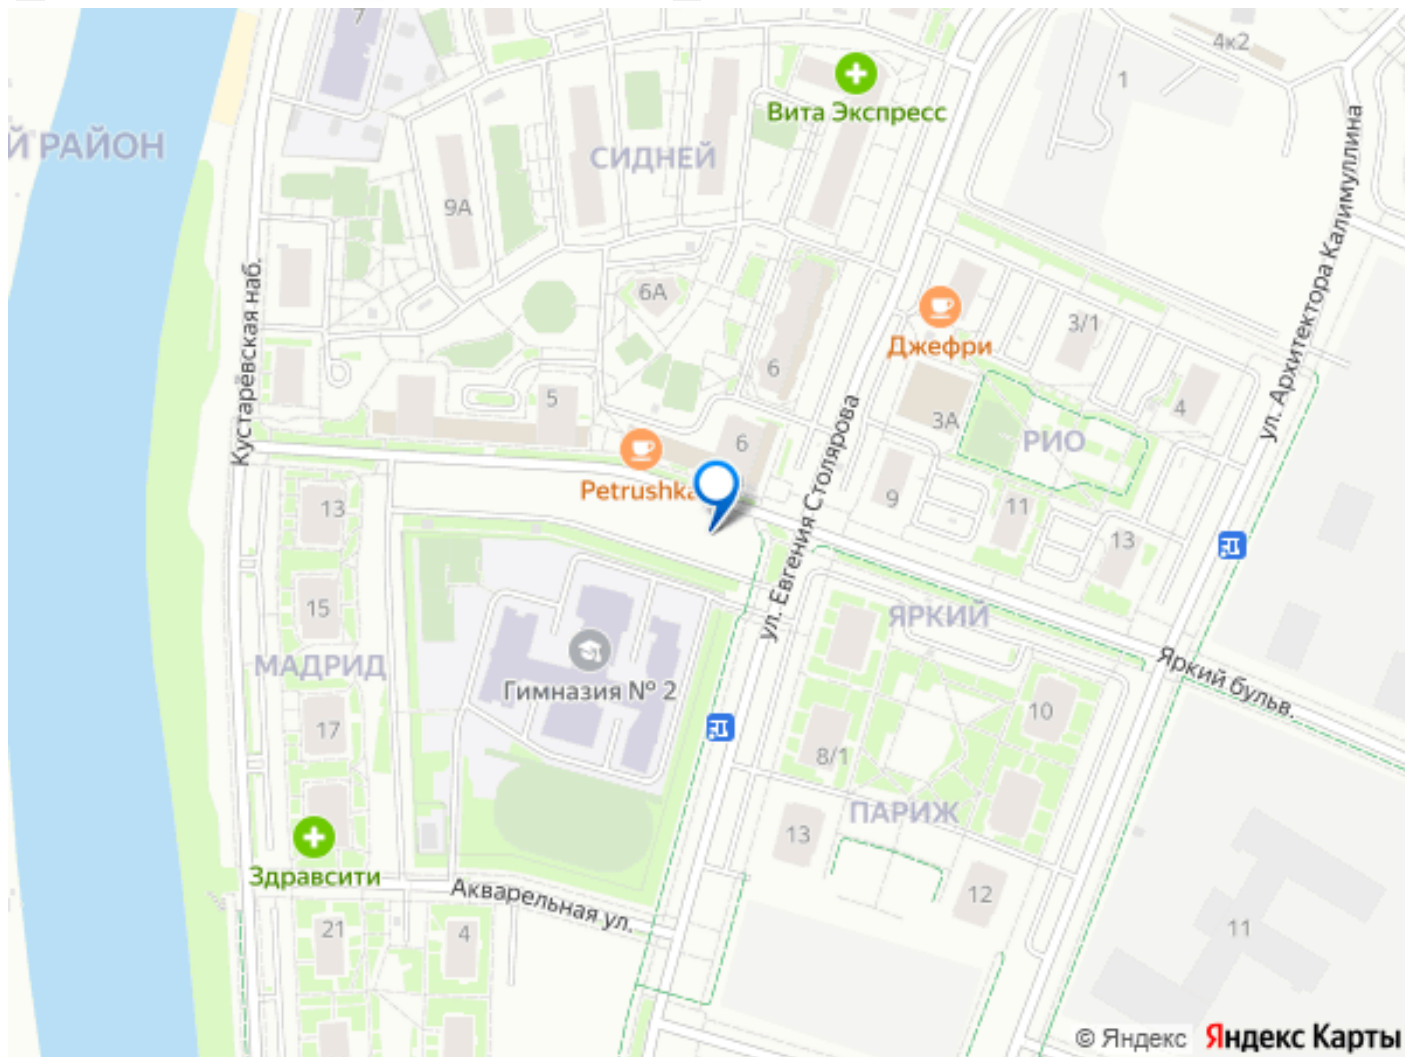 7
4к2
1
Вита Экспресс
Й РАЙОН
СИДНЕЙ
9А
ул. Архитектора Калимуллина
Кустарёвская наб.
6А
3/1
Джефри
6
5
4
3А
РИО
6
ул. Евгения Столярова
Petrushka
9
11
13
13
15
ЯРКИЙ
МАДРИД
Гимназия № 2
Яркий бульв.
17
10
8/1
ПАРИЖ
13
Здравсити
Акварельная ул.
12
21
4
11
© Яндекс Яндекс Карты